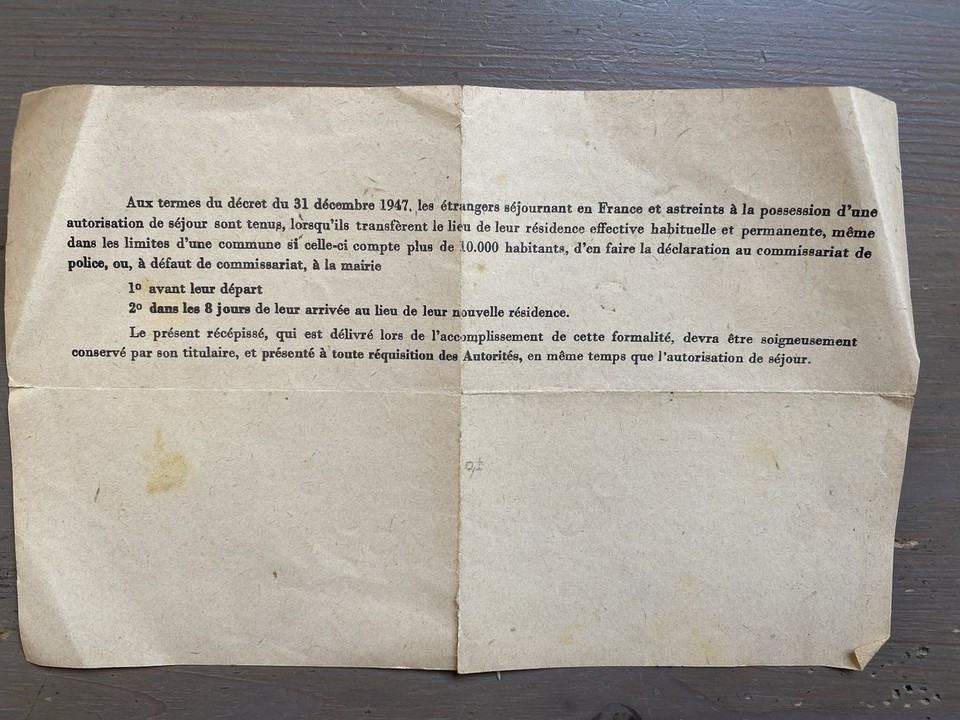 Aux termes du décret du 31 décembre 1947, les étrangers séjournant en France et astreints à la possession d'une
autorisation de séjour sont tenus, lorsqu'ils transfèrent le lieu de leur résidence effective habituelle et permanente, même
dans les limites d'une commune si celle-ci compte plus de 10.000 habitants, d'en faire la déclaration au commissariat de
police, ou, à défaut de commissariat, à la mairie
1º avant leur départ
2º dans les 8 jours de leur arrivée au lieu de leur nouvelle résidence.
Le présent récépissé, qui est délivré lors de l'accomplissement de cette formalité, devra être soigneusement
conservé par son titulaire, et présenté à toute réquisition des Autorités, en même temps que l'autorisation de séjour.